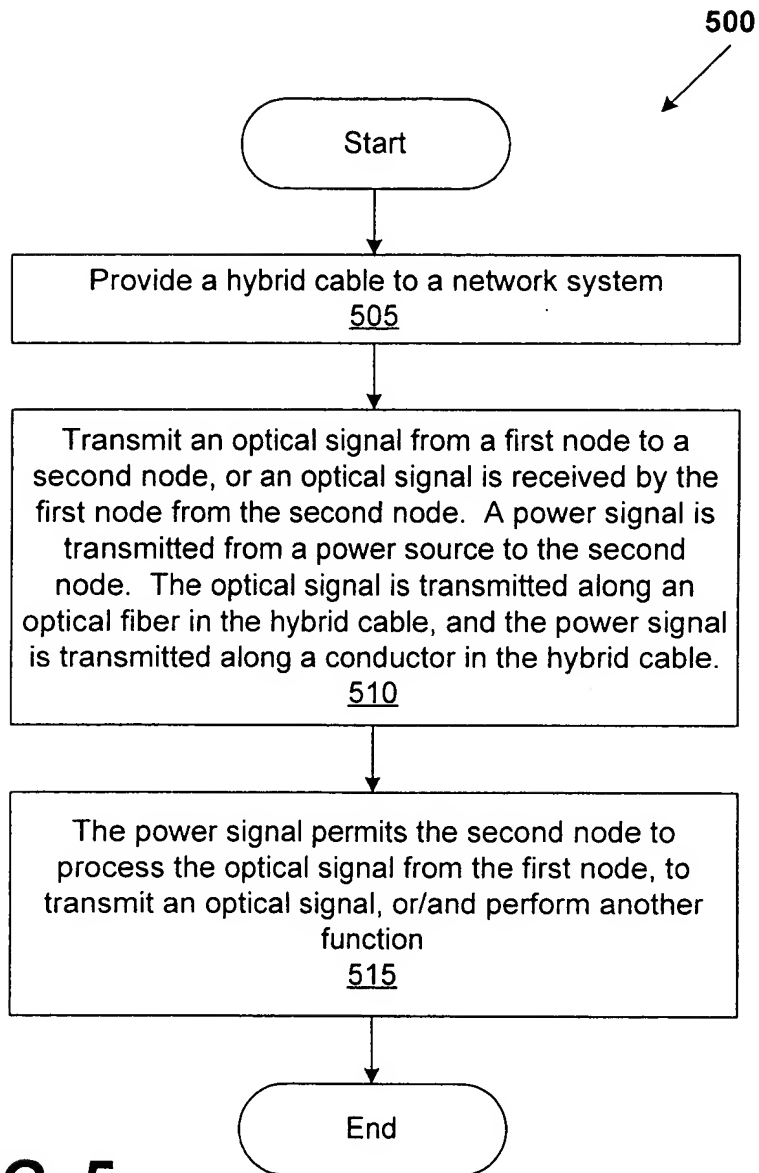 500
Start
Provide a hybrid cable to a network system
505
Transmit an optical signal from a first node to a
second node, or an optical signal is received by the
first node from the second node. A power signal is
transmitted from a power source to the second
node. The optical signal is transmitted along an
optical fiber in the hybrid cable, and the power signal
is transmitted along a conductor in the hybrid cable.
510
The power signal permits the second node to
process the optical signal from the first node, to
transmit an optical signal, or/and perform another
function
515
End